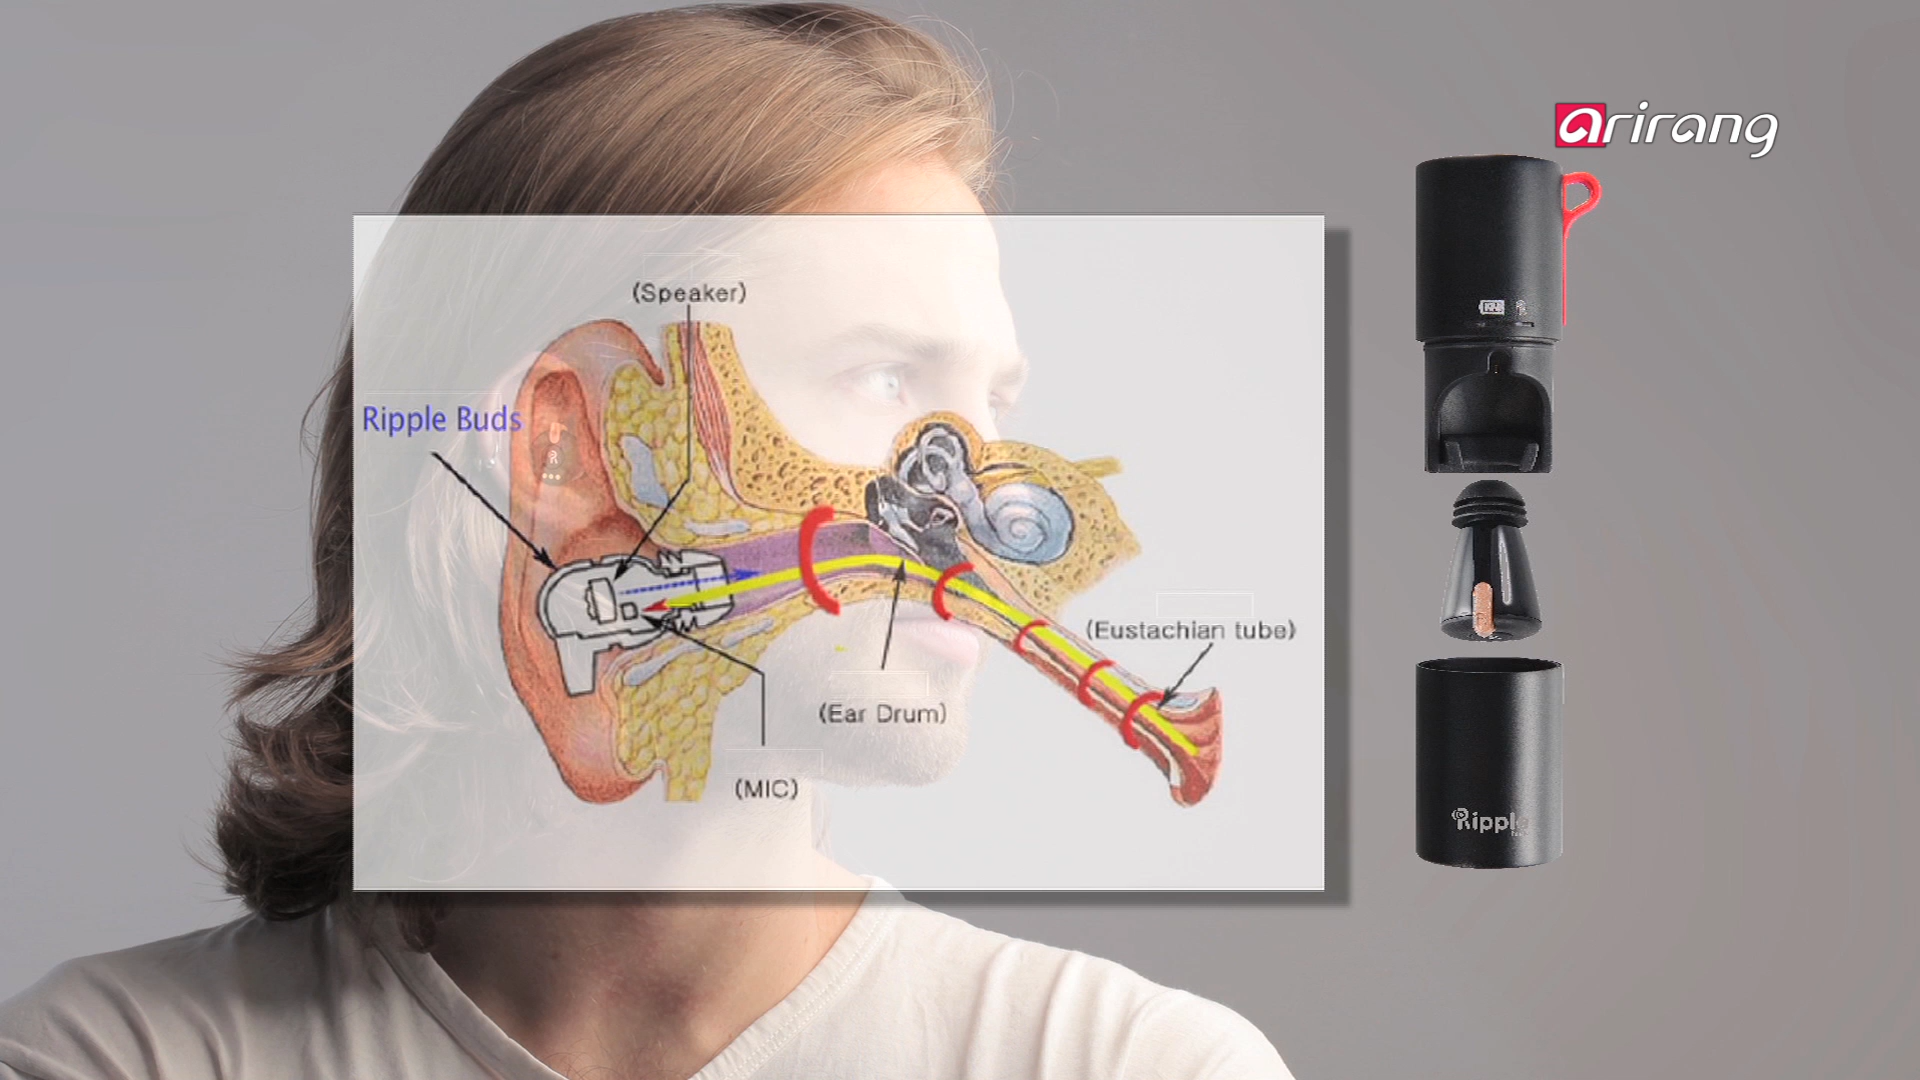 arirang
(Speaker)
Ripple Buds
(Eustachian tube)
(Ear Drum)
(MIC)
Ripple